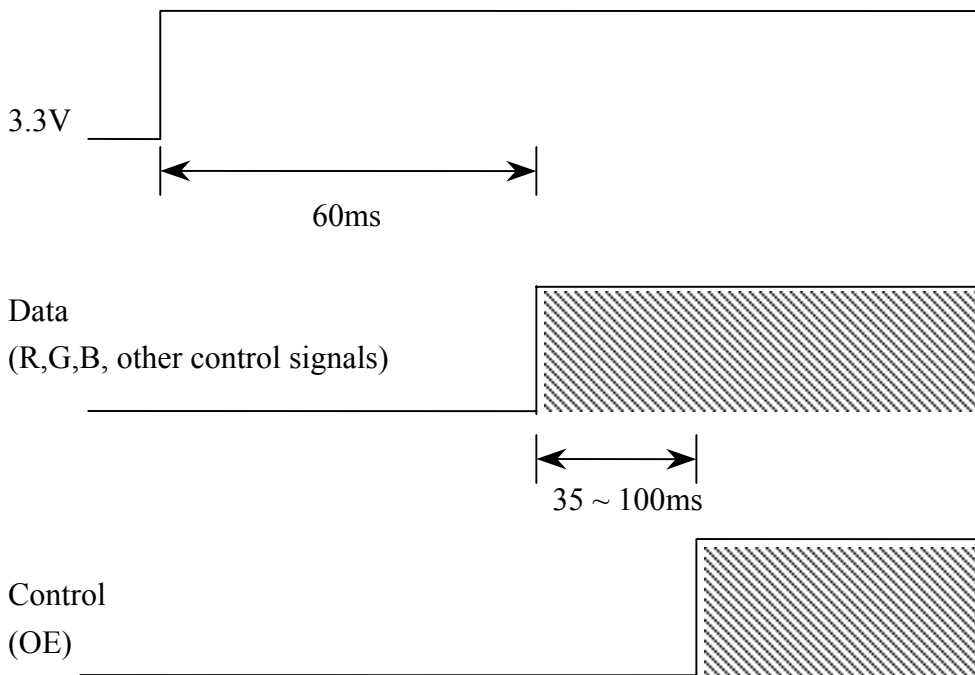 3.3V
60ms
Data
(R,G,B, other control signals)
35 ~ 100ms
Control
(OE)